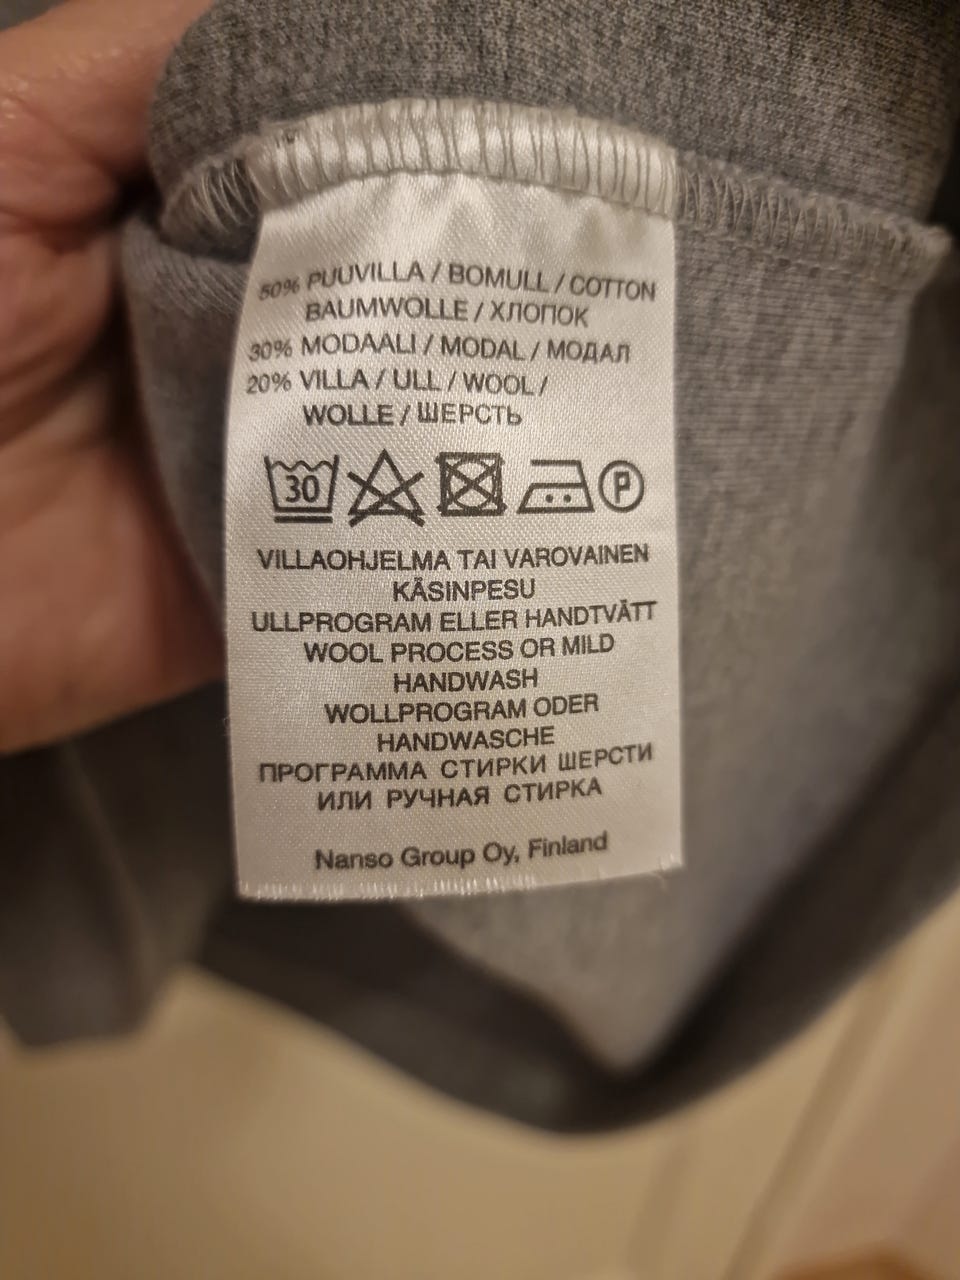 50% PUUVILLA / BOMULL / COTTON
BAUMWOLLE / ХЛОПОК
30% MODAALI / MODAL / МОДАЛ
20% VILLA / ULL / WOOL /
WOLLE / ШЕРСТЬ
30 P
VILLAOHJELMA TAI VAROVAINEN
KÄSINPESU
ULLPROGRAM ELLER HANDTVÄTT
WOOL PROCESS OR MILD
HANDWASH
WOLLPROGRAM ODER
HANDWASCHE
ПРОГРАММА СТИРКИ ШЕРСТИ
ИЛИ РУЧНАЯ СТИРКА
Nanso Group Oy, Finland